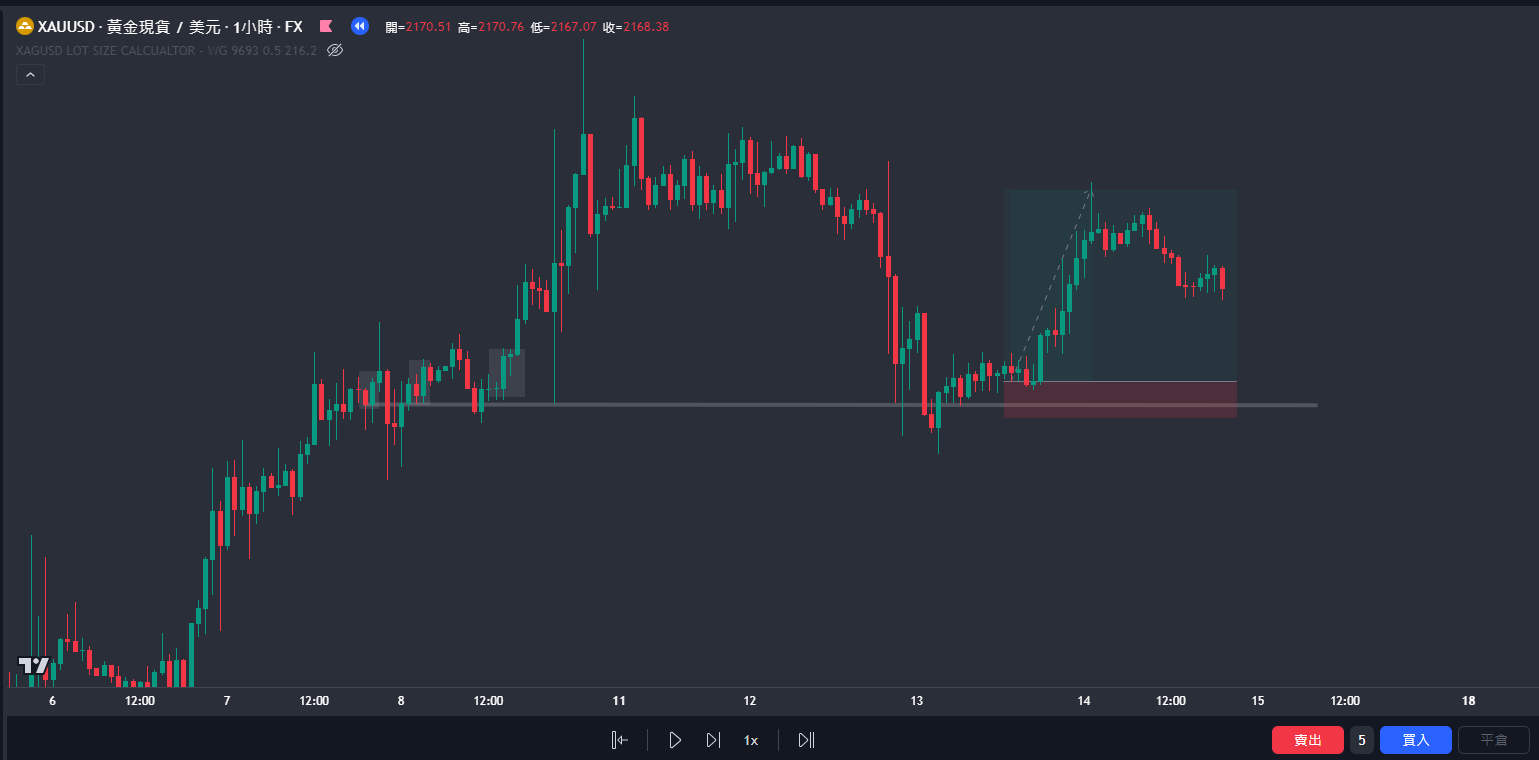 XAUUSD · 黃金現貨 / 美元 · 1小時 · FX 開=2170.51 高=2170.76 低=2167.07 收=2168.38
XAGUSD LOT SIZE CALCUALTOR - WG 9693 0.5 216.2
6 12:00 7 12:00 8 12:00 11 12 13 14 12:00 15 12:00 18
1x
賣出 5 買入 平倉